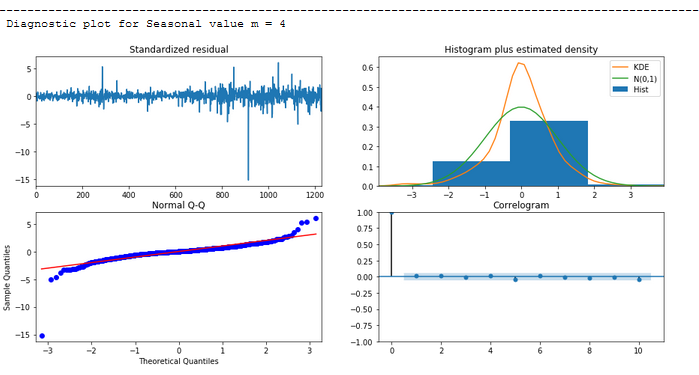 Diagnostic plot for Seasonal value m = 4
Standardized residual
5
0
−5
−10
−15
0 200 400 600 800 1000 1200
Histogram plus estimated density
KDE
N(0,1)
Hist
0.6
0.5
0.4
0.3
0.2
0.1
0.0
−3 −2 −1 0 1 2 3
Normal Q-Q
Sample Quantiles
5
0
−5
−10
−15
−3 −2 −1 0 1 2 3
Theoretical Quantiles
Correlogram
1.00
0.75
0.50
0.25
0.00
−0.25
−0.50
−0.75
−1.00
0 2 4 6 8 10